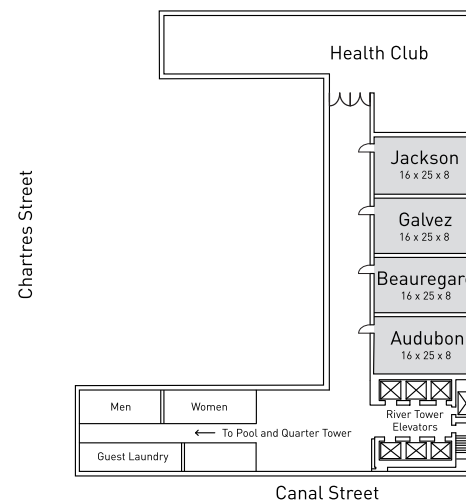 Health Club
Chartres Street
Jackson
16 x 25 x 8
Galvez
16 x 25 x 8
Beauregar
16 x 25 x 8
Audubon
16 x 25 x 8
River Tower
Elevators
Men
Women
← To Pool and Quarter Tower
Guest Laundry
Canal Street